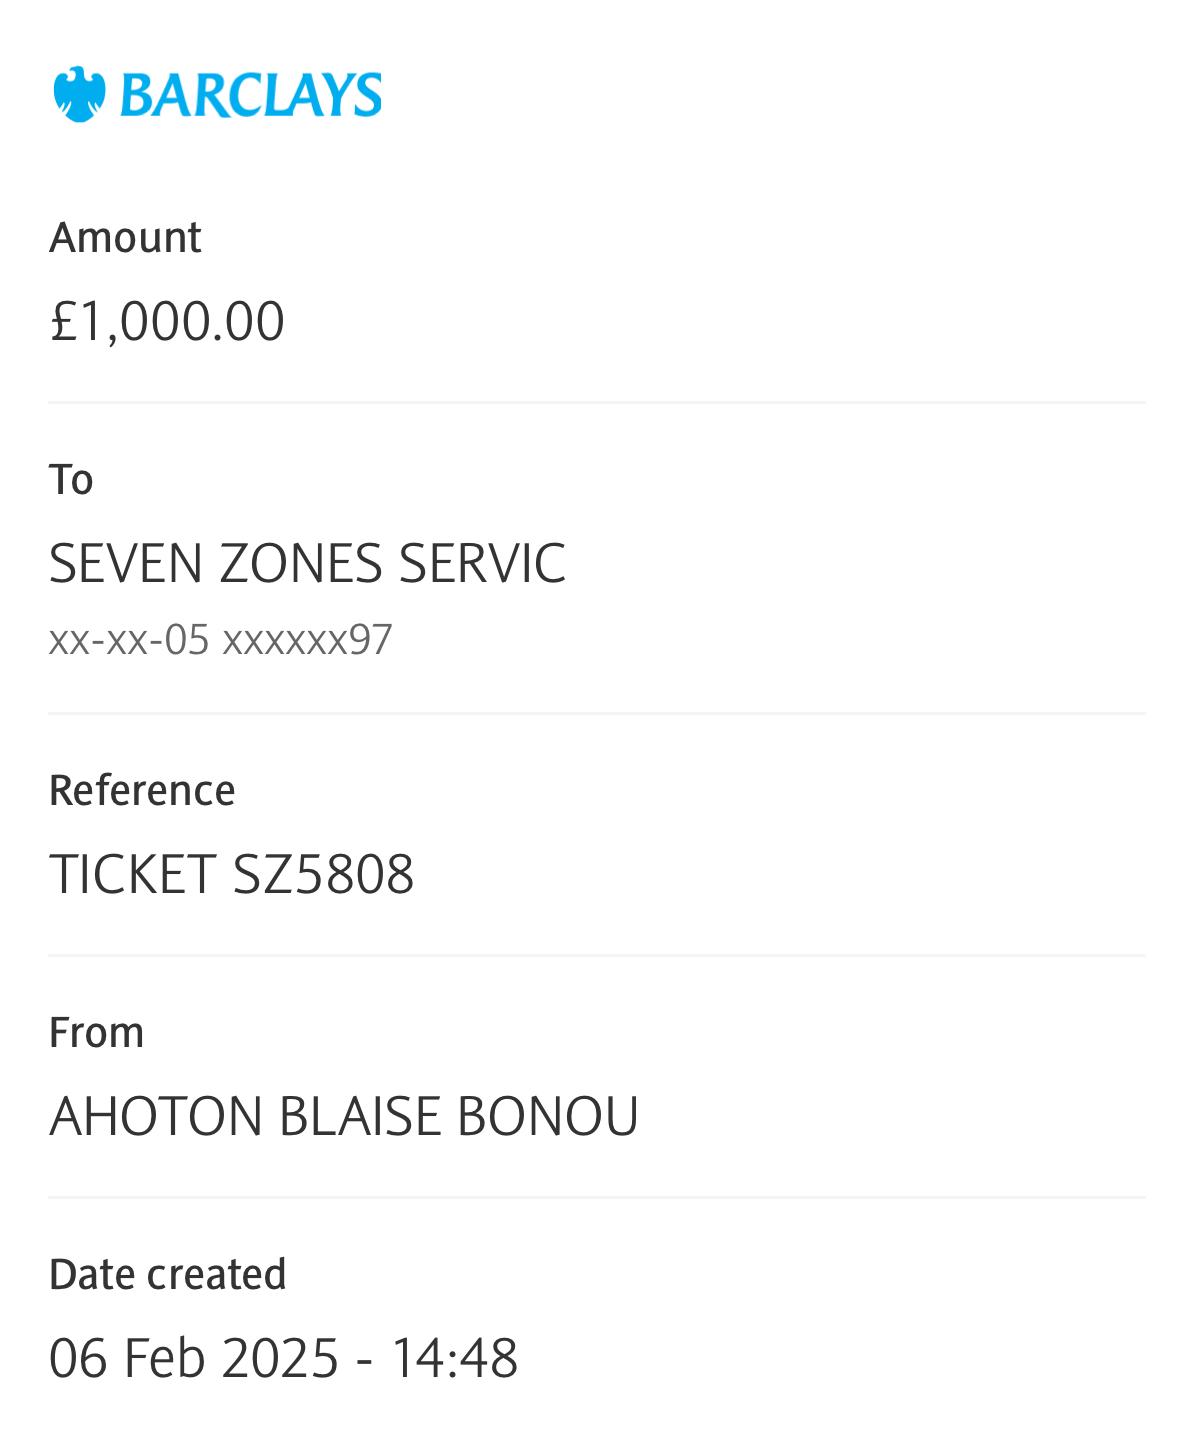 BARCLAYS
Amount
£1,000.00
To
SEVEN ZONES SERVIC
xx-xx-05 xxxxxx97
Reference
TICKET SZ5808
From
AHOTON BLAISE BONOU
Date created
06 Feb 2025 - 14:48